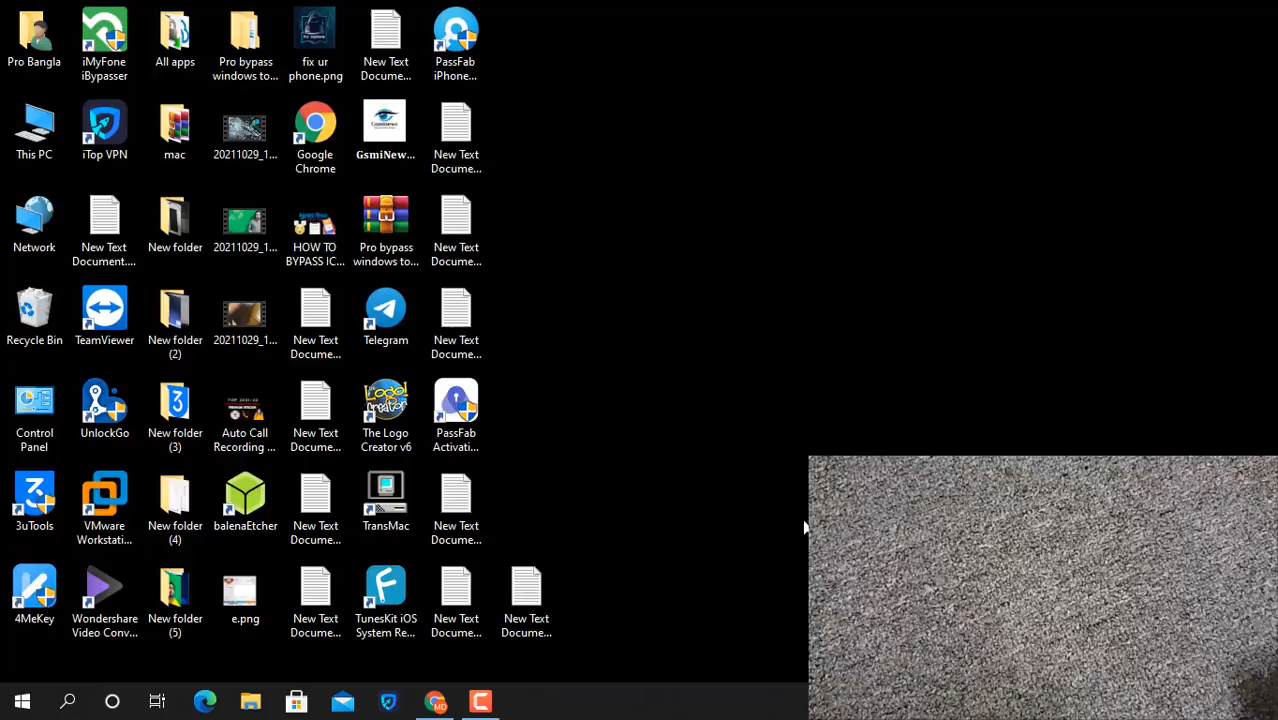 Pro Bangla
iMyFone
iBypasser
All apps
Pro bypass
windows to...
fix ur
phone.png
New Text
Docume...
PassFab
iPhone...
This PC
iTop VPN
mac
20211029_1...
Google
Chrome
GsmiNew...
New Text
Docume...
Network
New Text
Document....
New folder
20211029_1...
HOW TO
BYPASS IC...
Pro bypass
windows to...
New Text
Docume...
Recycle Bin
TeamViewer
New folder
(2)
20211029_1...
New Text
Docume...
Telegram
New Text
Docume...
Control
Panel
UnlockGo
New folder
(3)
Auto Call
Recording ...
New Text
Docume...
The Logo
Creator v6
PassFab
Activati...
3uTools
VMware
Workstati...
New folder
(4)
balenaEtcher
New Text
Docume...
TransMac
New Text
Docume...
4MeKey
Wondershare
Video Conv...
New folder
(5)
e.png
New Text
Docume...
TunesKit iOS
System Re...
New Text
Docume...
New Text
Docume...
MD